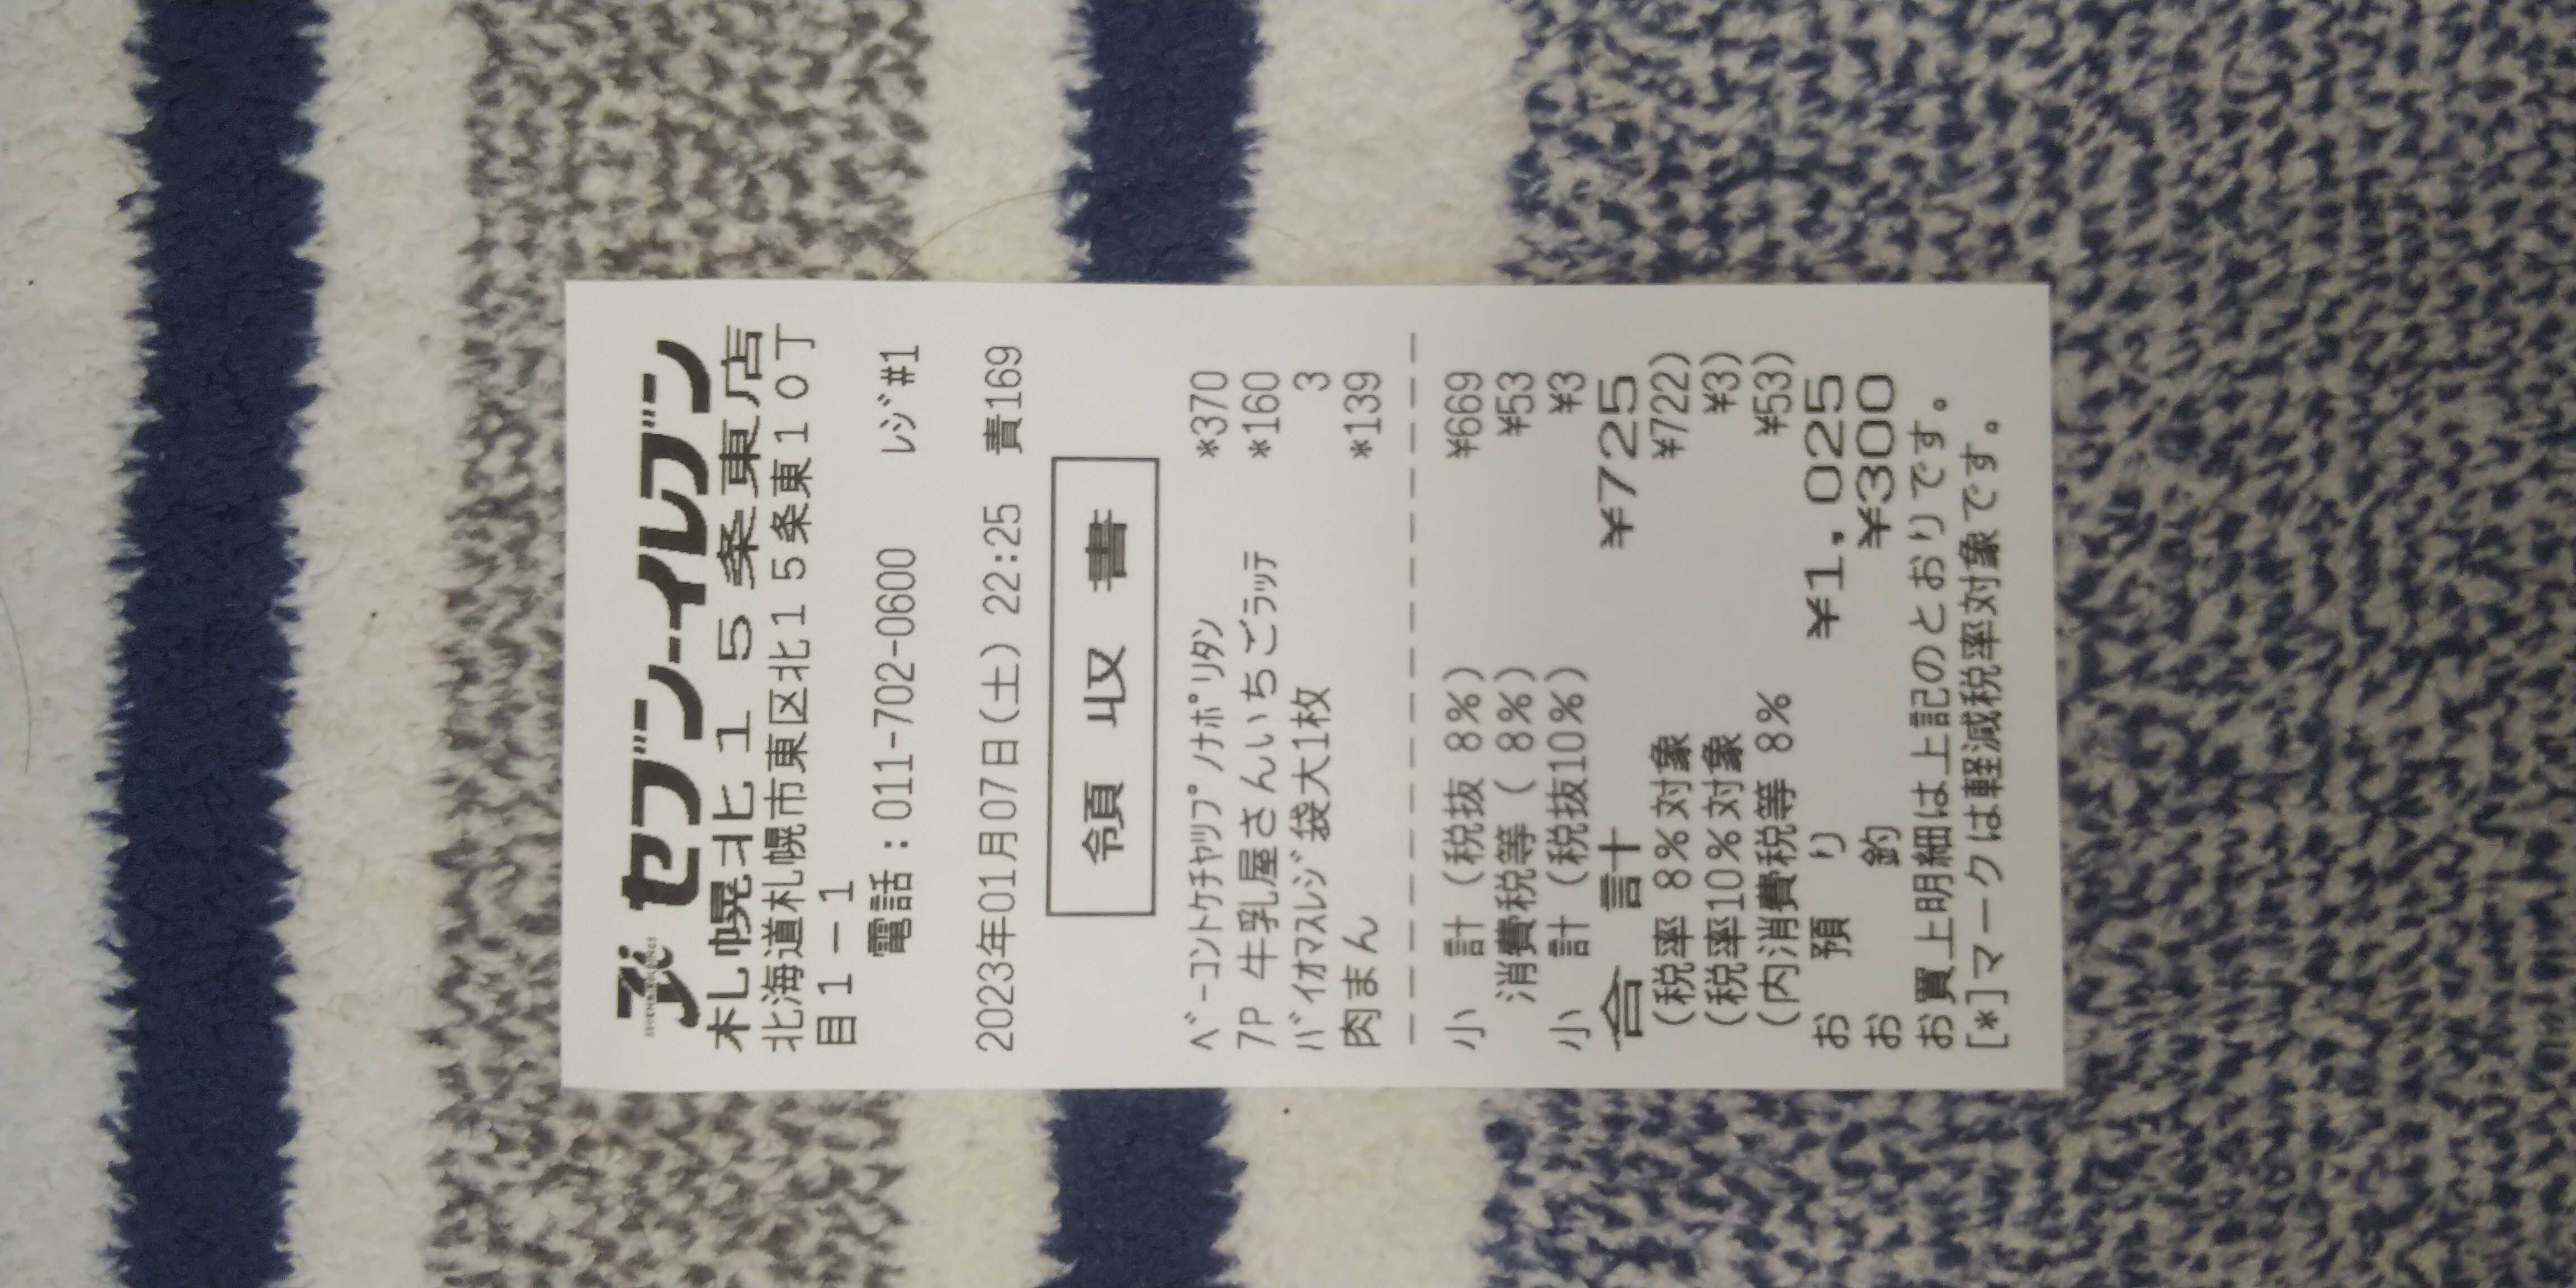 セブン-イレブン
札幌北15条東店
北海道札幌市東区北15条東10丁
目1-1
電話:011-702-0600 レジ#1
2023年01月07日(土) 22:25 責169
領収書
ベーコントケチヤツプノナポリタン *370
7P 牛乳屋さんいちごラッテ *160
バイオマスレジ袋大1枚 3
肉まん *139
小 計(税抜 8%) ¥669
消費税等( 8%) ¥53
小 計(税抜10%) ¥3
合 計 ¥725
(税率 8%対象 ¥722)
(税率10%対象 ¥3)
(内消費税等 8% ¥53)
お 預 り ¥1,025
お 釣 ¥300
お買上明細は上記のとおりです。
[*]マークは軽減税率対象です。